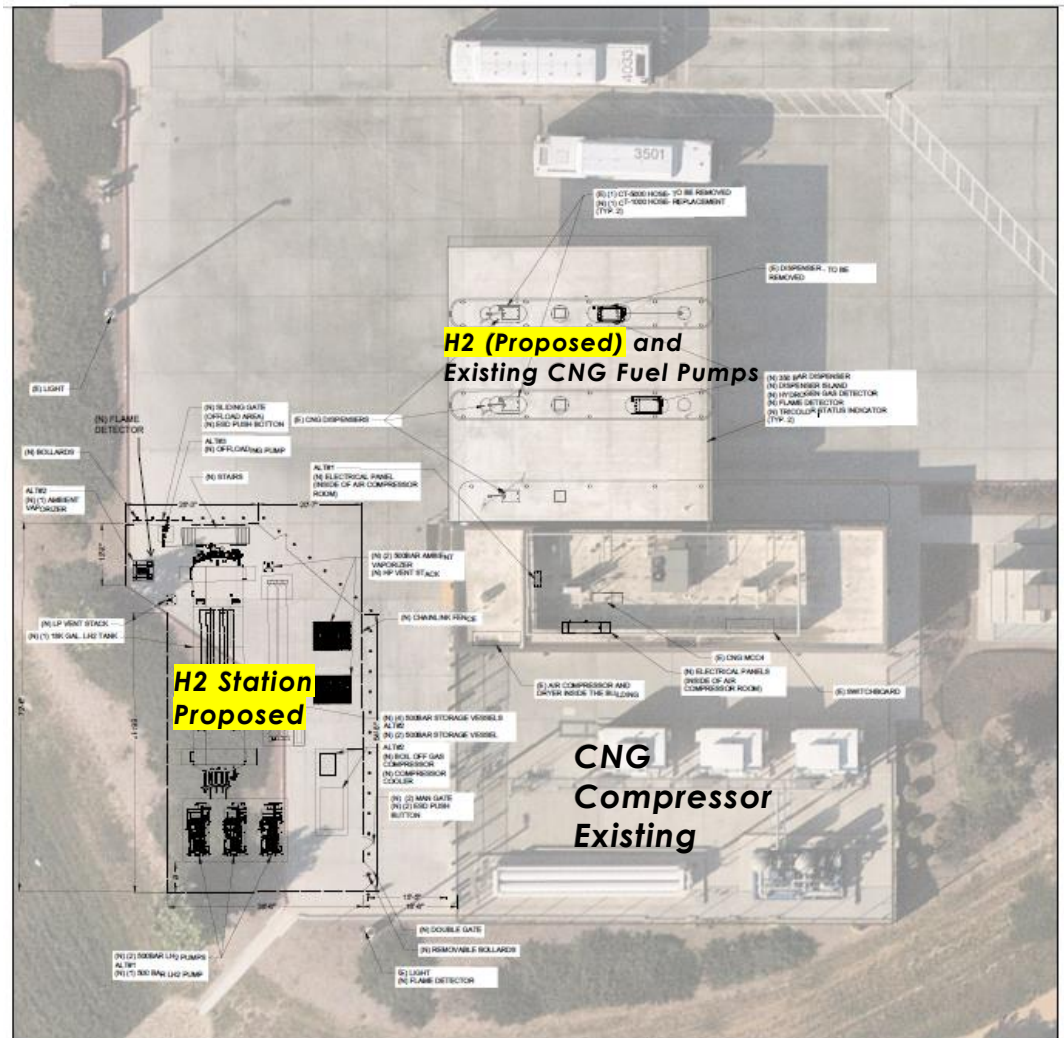 4033
3501
(E) (1) CT-5000 HOSE- TO BE REMOVED
(N) (1) CT-1000 HOSE- REPLACEMENT
(TYP. 2)
(E) DISPENSER - TO BE
REMOVED
H2 (Proposed) and
Existing CNG Fuel Pumps
(N) 350 BAR DISPENSER
(N) DISPENSER ISLAND
(N) HYDROGEN GAS DETECTOR
(N) FLAME DETECTOR
(N) TRICOLOR STATUS INDICATOR
(TYP. 2)
(E) LIGHT
(N) FLAME
DETECTOR
(N) SLIDING GATE
(OFFLOAD AREA)
(N) ESD PUSH BUTTON
ALT#3
(N) OFFLOADING PUMP
(E) CNG DISPENSERS
(N) BOLLARDS
(N) STAIRS
ALT#1
(N) ELECTRICAL PANEL
(INSIDE OF AIR COMPRESSOR
ROOM)
ALT#2
(N) (1) AMBIENT
VAPORIZER
(N) (2) 500BAR AMBIENT
VAPORIZER
(N) HP VENT STACK
(N) LP VENT STACK
(N) (1) 18K GAL. LH2 TANK
(N) CHAINLINK FENCE
(E) CNG MCC4
(N) ELECTRICAL PANELS
(INSIDE OF AIR
COMPRESSOR ROOM)
(E) AIR COMPRESSOR AND
DRYER INSIDE THE BUILDING
(E) SWITCHBOARD
H2 Station
Proposed
(N) (4) 500BAR STORAGE VESSELS
ALT#2
(N) (2) 500BAR STORAGE VESSEL
ALT#2
(N) BOIL OFF GAS
COMPRESSOR
(N) COMPRESSOR
COOLER
(N) (2) MAN GATE
(N) (2) ESD PUSH
BUTTON
CNG
Compressor
Existing
(N) DOUBLE GATE
(N) REMOVABLE BOLLARDS
(N) (2) 500BAR LH2 PUMPS
ALT#1
(N) (1) 500 BAR LH2 PUMP
(E) LIGHT
(N) FLAME DETECTOR